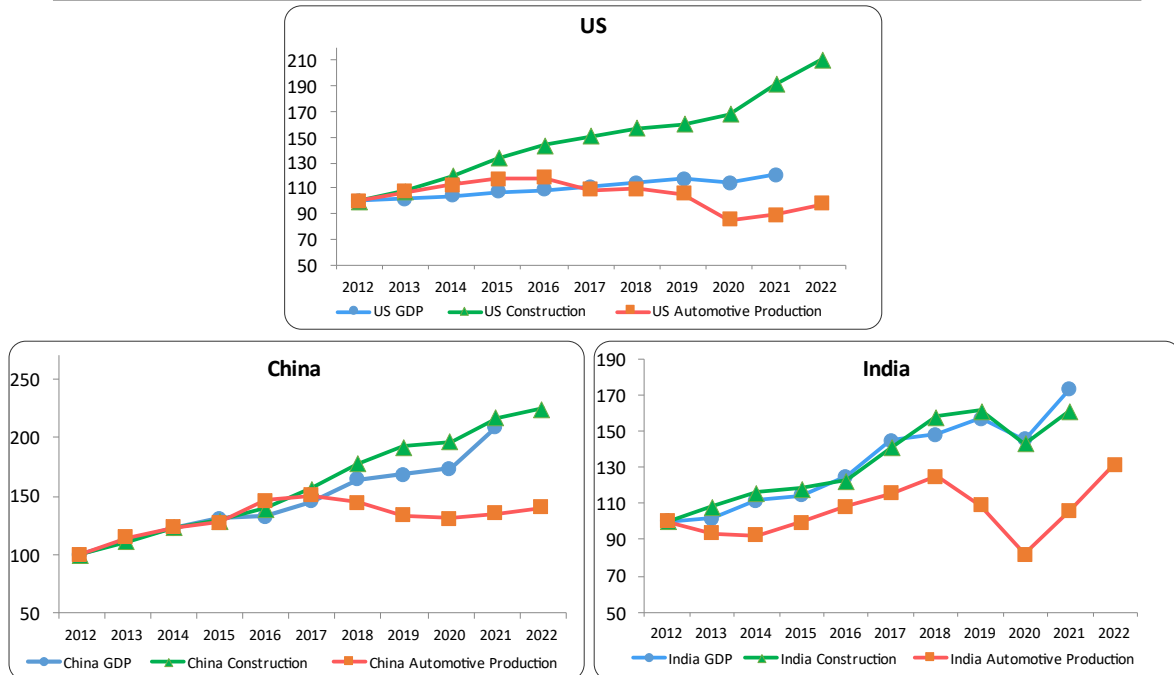 US
210
190
170
150
130
110
90
70
50
2012 2013 2014 2015 2016 2017 2018 2019 2020 2021 2022
US GDP US Construction US Automotive Production
China
250
200
150
100
50
2012 2013 2014 2015 2016 2017 2018 2019 2020 2021 2022
China GDP China Construction China Automotive Production
India
190
170
150
130
110
90
70
50
2012 2013 2014 2015 2016 2017 2018 2019 2020 2021 2022
India GDP India Construction India Automotive Production